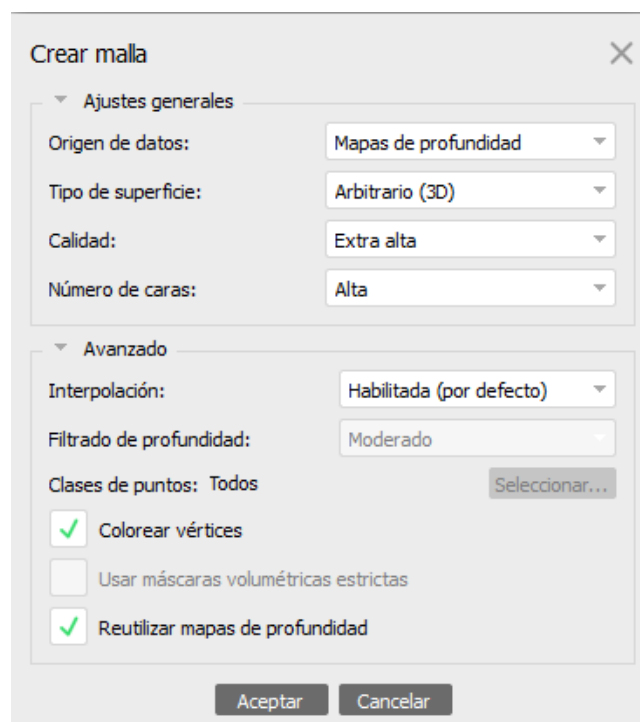 Crear malla
Ajustes generales
Origen de datos: Mapas de profundidad
Tipo de superficie: Arbitrario (3D)
Calidad: Extra alta
Número de caras: Alta
Avanzado
Interpolación: Habilitada (por defecto)
Filtrado de profundidad: Moderado
Clases de puntos: Todos Seleccionar...
Colorear vértices
Usar máscaras volumétricas estrictas
Reutilizar mapas de profundidad
Aceptar Cancelar